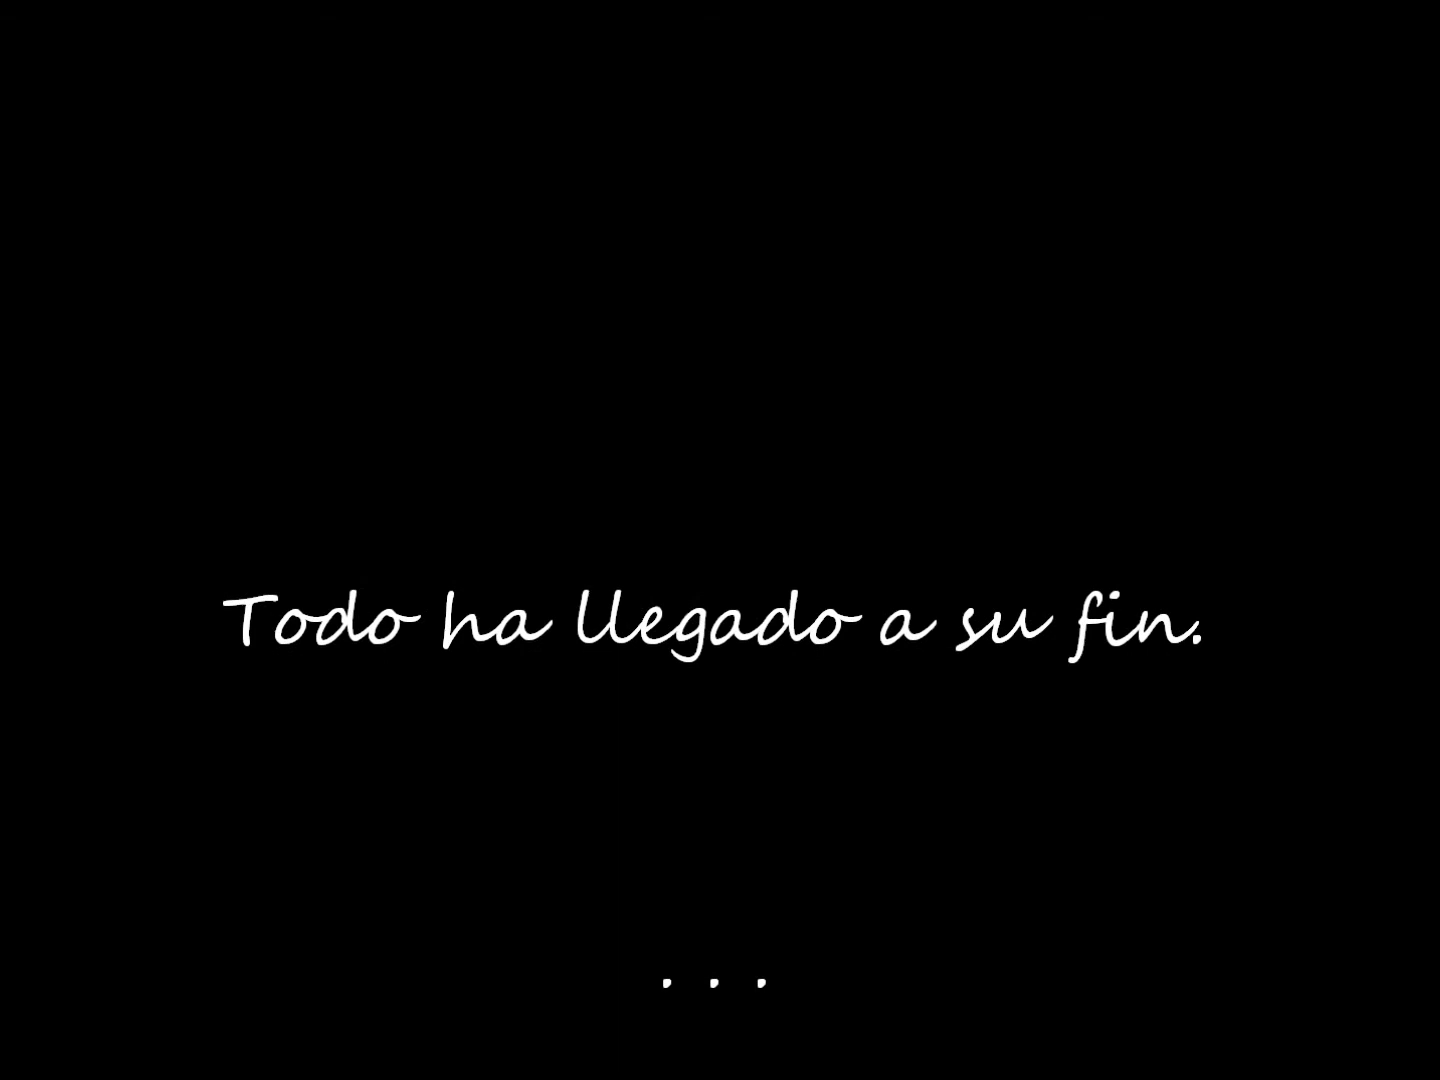 Todo ha llegado a su fin.
. . .